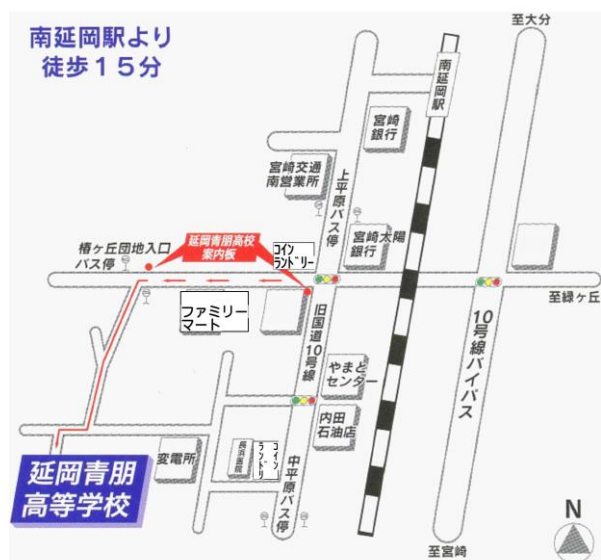 南延岡駅より
徒歩１５分
至大分
南延岡駅
宮崎
銀行
宮崎交通
南営業所
上平原バス停
宮崎太陽
銀行
椿ヶ丘団地入口
バス停
延岡青朋高校
案内板
コイン
ランドリー
至緑ヶ丘
ファミリー
マート
旧国道10号線
10号線バイパス
やまと
センター
内田
石油店
変電所
長浜医院
コイン
ランドリー
中平原バス停
延岡青朋
高等学校
至宮崎
N